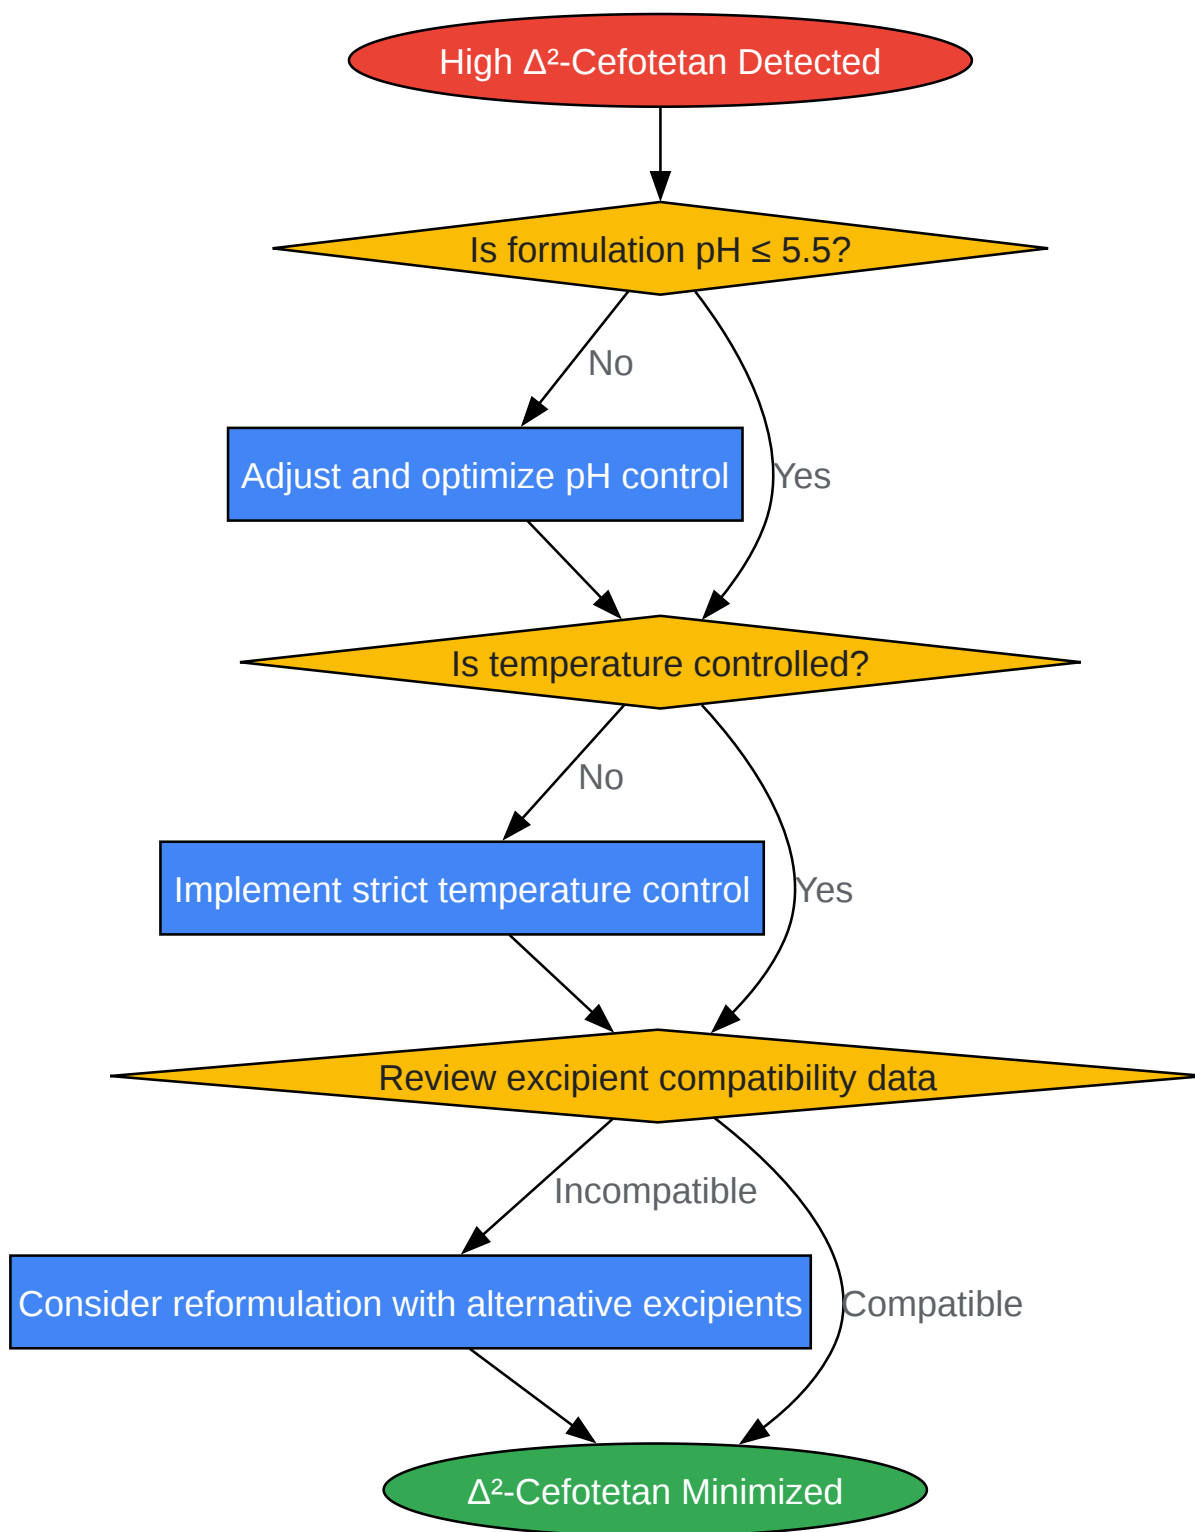 High Δ²-Cefotetan Detected
Is formulation pH ≤ 5.5?
No
Adjust and optimize pH control
Yes
Is temperature controlled?
No
Implement strict temperature control
Yes
Review excipient compatibility data
Incompatible
Consider reformulation with alternative excipients
Compatible
Δ²-Cefotetan Minimized